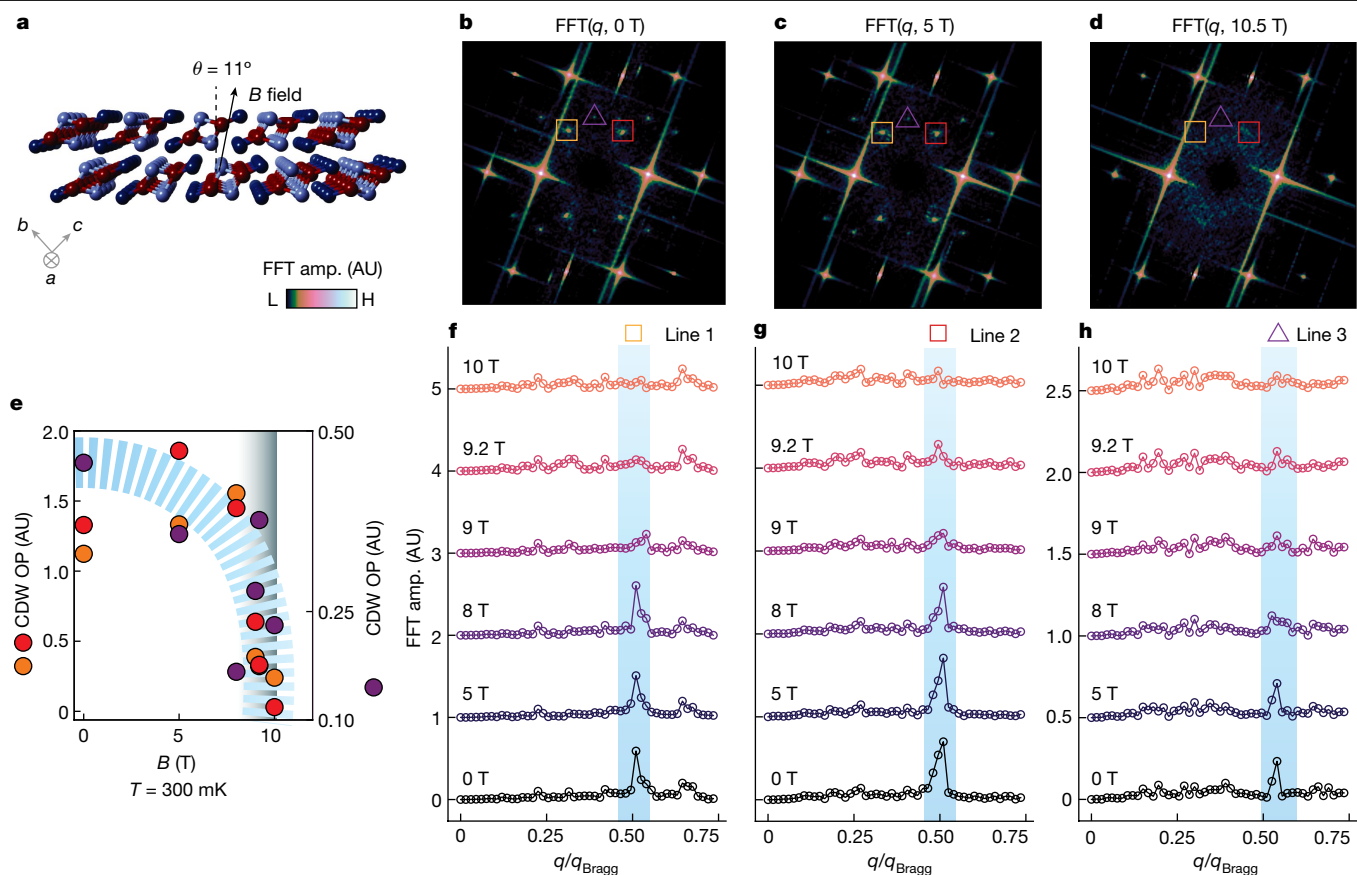 a
θ = 11°
B field
b
c
a
FFT amp. (AU)
L H
b FFT(q, 0 T)
c FFT(q, 5 T)
d FFT(q, 10.5 T)
e
2.0
1.5
1.0
0.5
0
CDW OP (AU)
0.50
0.25
0.10
CDW OP (AU)
0 5 10
B (T)
T = 300 mK
f Line 1
10 T
9.2 T
9 T
8 T
5 T
0 T
5
4
3
2
1
0
FFT amp. (AU)
0 0.25 0.50 0.75
q/qBragg
g Line 2
10 T
9.2 T
9 T
8 T
5 T
0 T
0 0.25 0.50 0.75
q/qBragg
h Line 3
10 T
9.2 T
9 T
8 T
5 T
0 T
2.5
2.0
1.5
1.0
0.5
0
0 0.25 0.50 0.75
q/qBragg